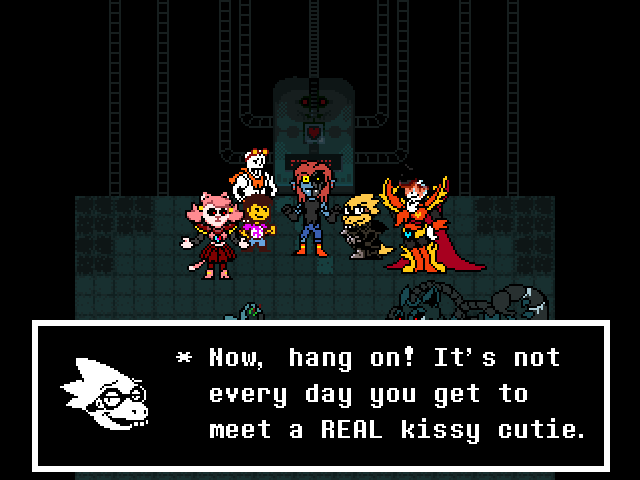 * Now, hang on! It's not
every day you get to
meet a REAL kissy cutie.